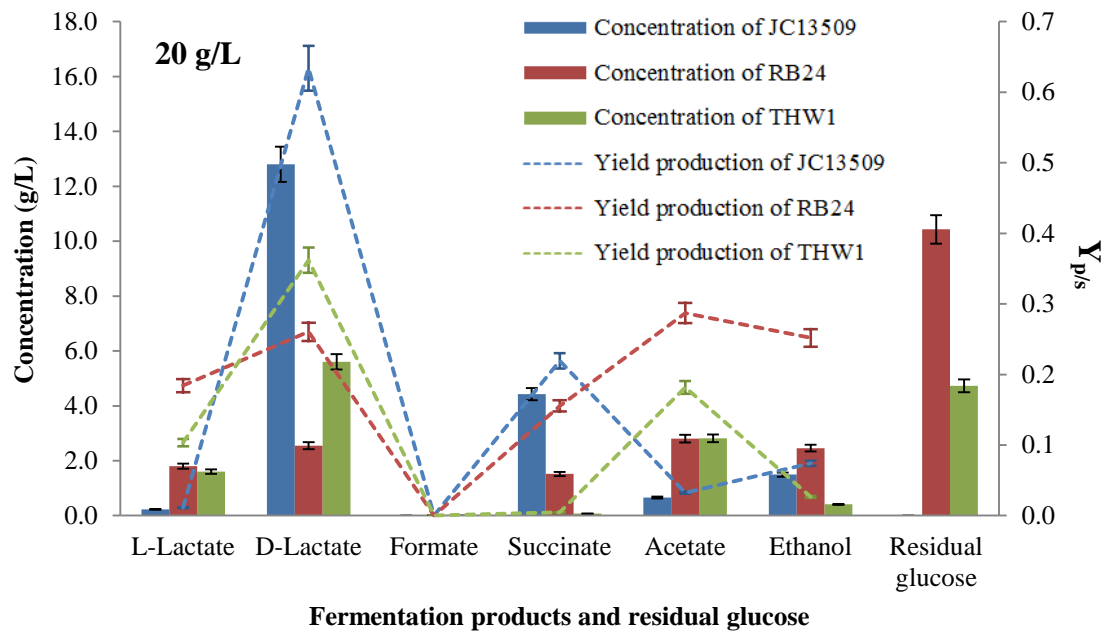 20 g/L
Concentration of JC13509
Concentration of RB24
Concentration of THW1
Yield production of JC13509
Yield production of RB24
Yield production of THW1
Concentration (g/L)
18.0
16.0
14.0
12.0
10.0
8.0
6.0
4.0
2.0
0.0
0.7
0.6
0.5
0.4
0.3
0.2
0.1
0.0
Yp/s
L-Lactate D-Lactate Formate Succinate Acetate Ethanol Residual
glucose
Fermentation products and residual glucose